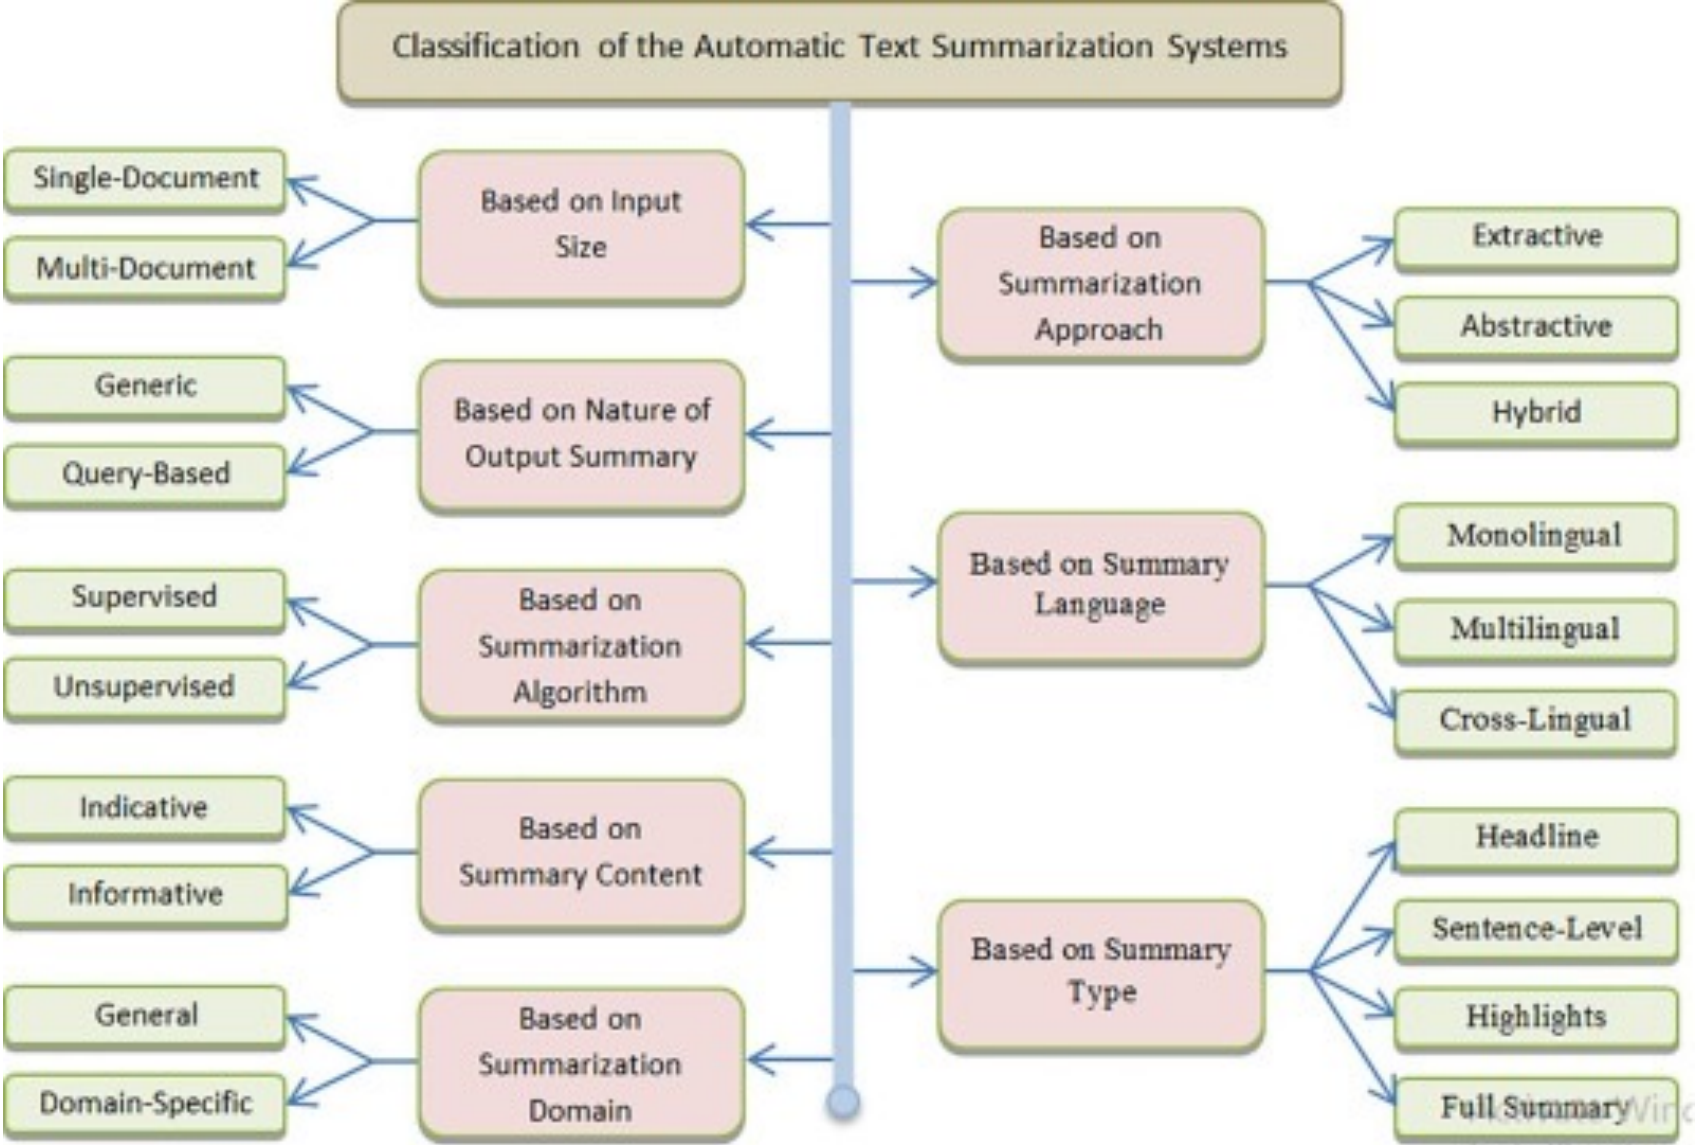 Classification of the Automatic Text Summarization Systems
Single-Document
Multi-Document
Based on Input
Size
Generic
Query-Based
Based on Nature of
Output Summary
Supervised
Unsupervised
Based on
Summarization
Algorithm
Indicative
Informative
Based on
Summary Content
General
Domain-Specific
Based on
Summarization
Domain
Based on
Summarization
Approach
Extractive
Abstractive
Hybrid
Based on Summary
Language
Monolingual
Multilingual
Cross-Lingual
Based on Summary
Type
Headline
Sentence-Level
Highlights
Full Summary